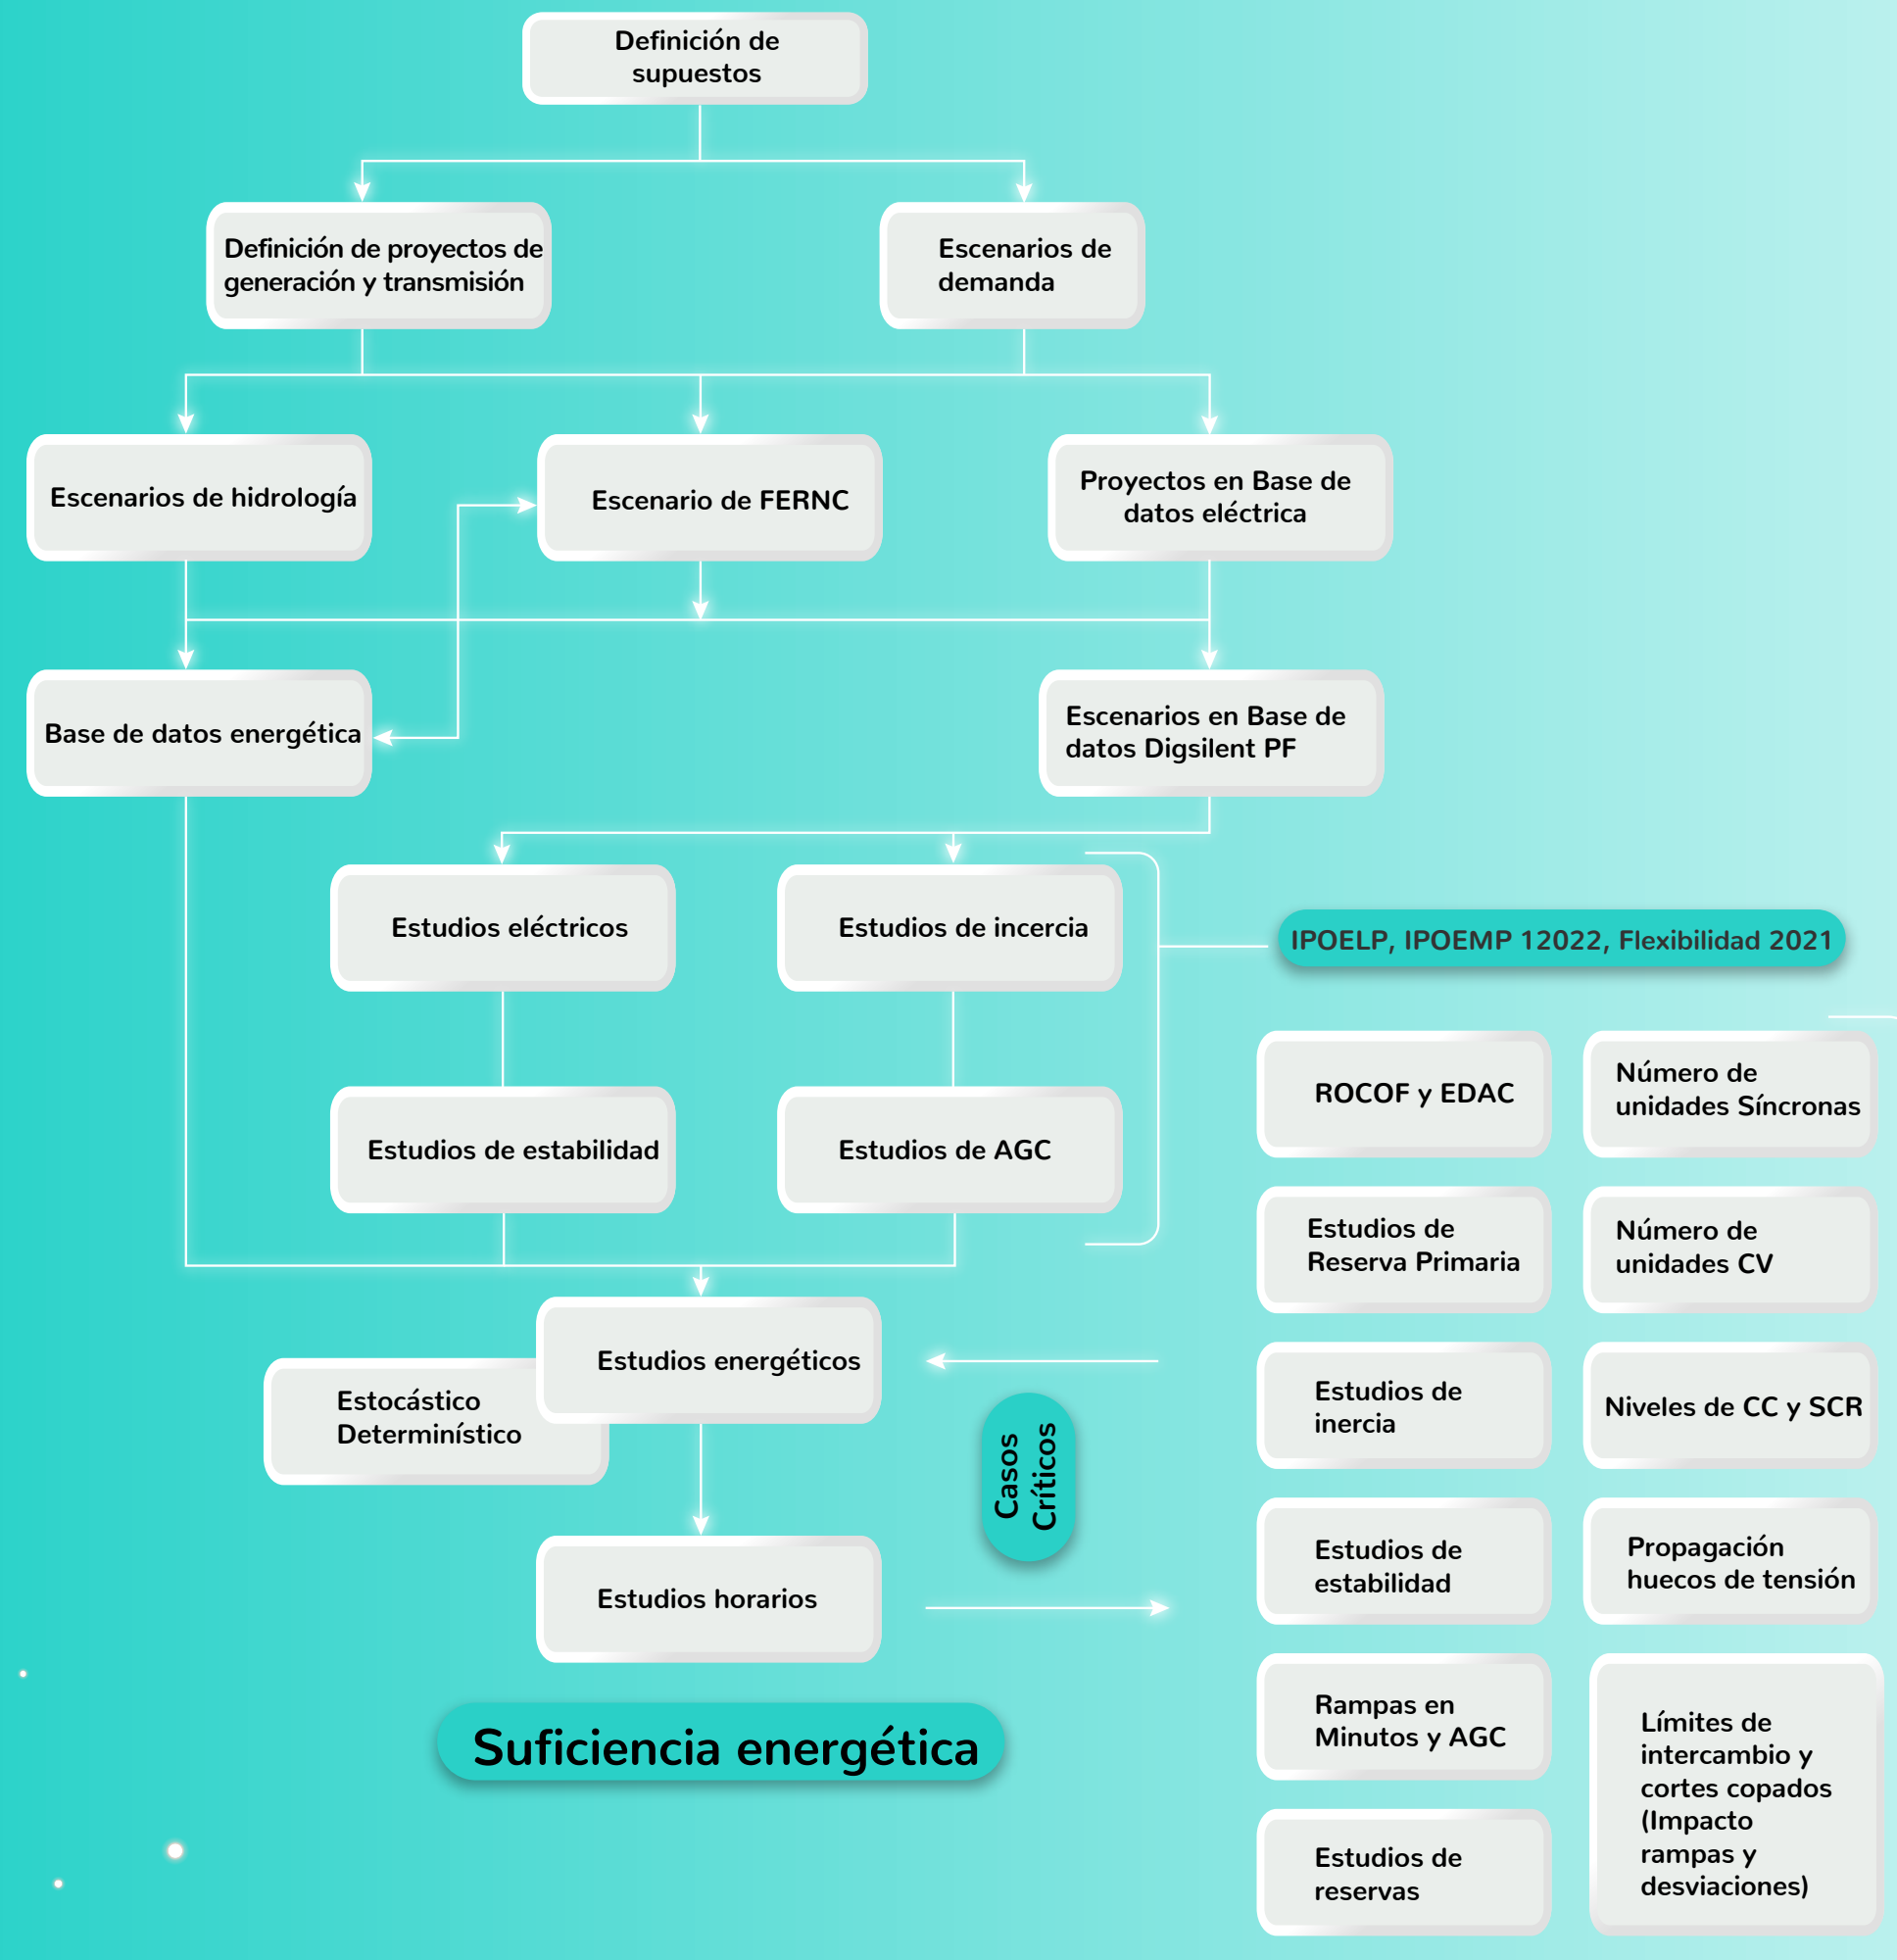 Definición de
supuestos
Definición de proyectos de
generación y transmisión
Escenarios de
demanda
Escenarios de hidrología
Escenario de FERNC
Proyectos en Base de
datos eléctrica
Base de datos energética
Escenarios en Base de
datos Digsilent PF
Estudios eléctricos
Estudios de incercia
IPOELP, IPOEMP 12022, Flexibilidad 2021
Estudios de estabilidad
Estudios de AGC
ROCOF y EDAC
Número de
unidades Síncronas
Estudios de
Reserva Primaria
Número de
unidades CV
Estudios energéticos
Estocástico
Determinístico
Estudios de
inercia
Niveles de CC y SCR
Casos
Críticos
Estudios horarios
Estudios de
estabilidad
Propagación
huecos de tensión
Suficiencia energética
Rampas en
Minutos y AGC
Límites de
intercambio y
cortes copados
(Impacto
rampas y
desviaciones)
Estudios de
reservas